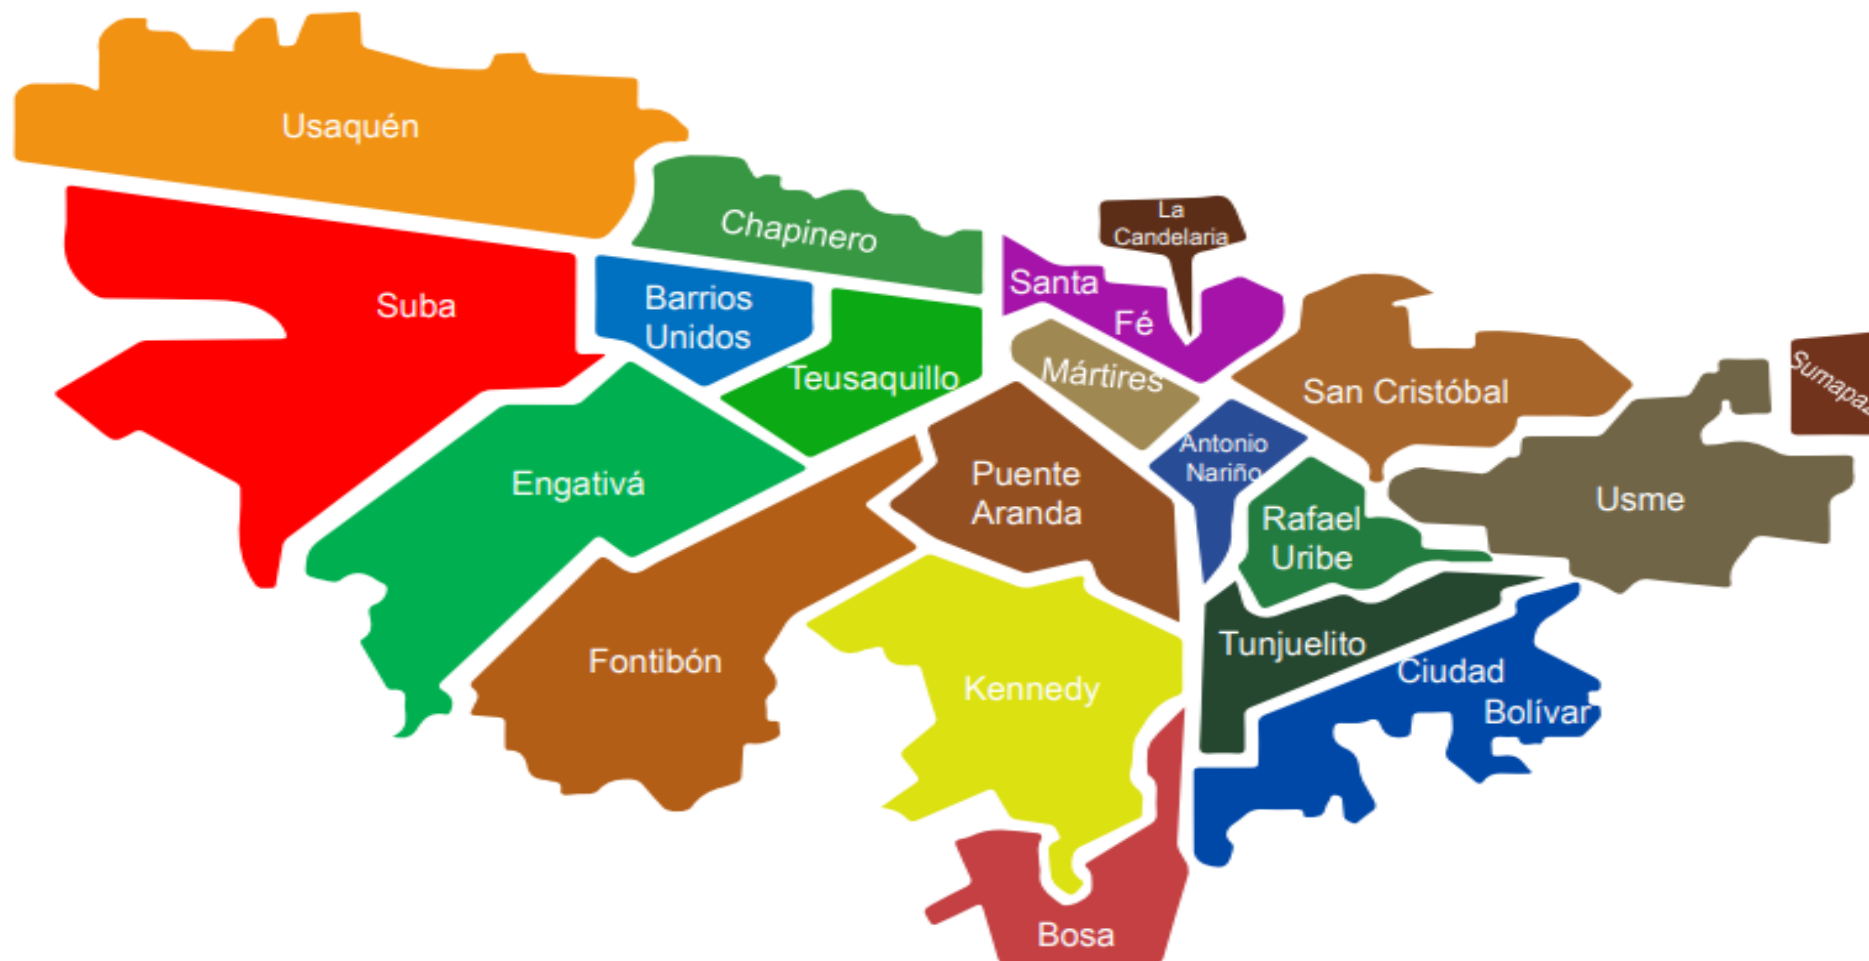 Usaquén
Chapinero
La
Candelaria
Suba
Barrios
Unidos
Santa
Fé
Teusaquillo
Mártires
San Cristóbal
Sumapaz
Engativá
Puente
Aranda
Antonio
Nariño
Rafael
Uribe
Usme
Fontibón
Kennedy
Tunjuelito
Ciudad
Bolívar
Bosa